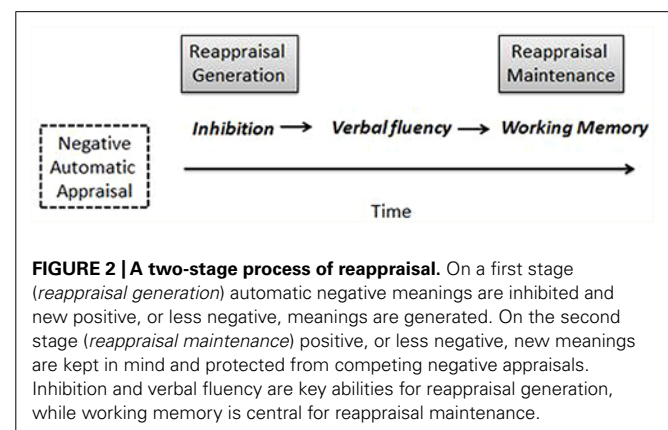 Reappraisal
Generation
Reappraisal
Maintenance
Inhibition → Verbal fluency → Working Memory
Negative
Automatic
Appraisal
Time
FIGURE 2 | A two-stage process of reappraisal. On a first stage
(reappraisal generation) automatic negative meanings are inhibited and
new positive, or less negative, meanings are generated. On the second
stage (reappraisal maintenance) positive, or less negative, new meanings
are kept in mind and protected from competing negative appraisals.
Inhibition and verbal fluency are key abilities for reappraisal generation,
while working memory is central for reappraisal maintenance.